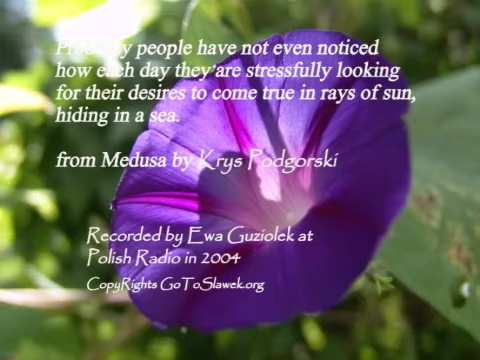 Probably people have not even noticed
how each day they are stressfully looking
for their desires to come true in rays of sun,
hiding in a sea.
from Medusa by Krys Podgorski
Recorded by Ewa Guziolek at
Polish Radio in 2004
CopyRights GoToSlawek.org